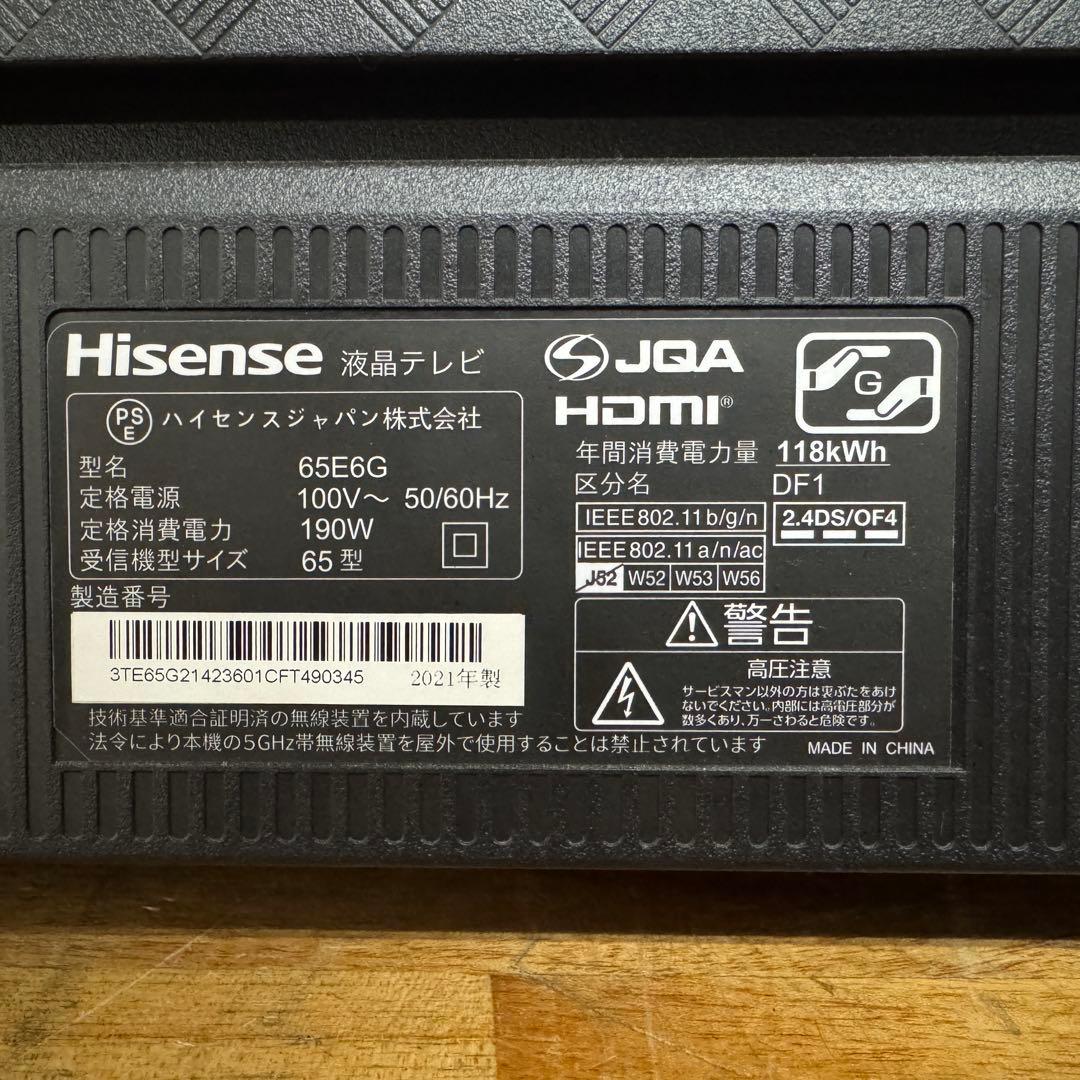 Hisense 液晶テレビ
PSE ハイセンスジャパン株式会社
型名 65E6G
定格電源 100V～ 50/60Hz
定格消費電力 190W
受信機型サイズ 65型
製造番号
3TE65G21423601CFT490345 2021年製
技術基準適合証明済の無線装置を内蔵しています
法令により本機の5GHz帯無線装置を屋外で使用することは禁止されています
JQA
HDMI®
G
年間消費電力量 118kWh
区分名 DF1
IEEE802.11b/g/n 2.4DS/OF4
IEEE802.11a/n/ac
J52 W52 W53 W56
警告
高圧注意
サービスマン以外の方は裏ぶたをあけ
ないでください。内部には高電圧部分が
数多くあり、万一さわると危険です。
MADE IN CHINA